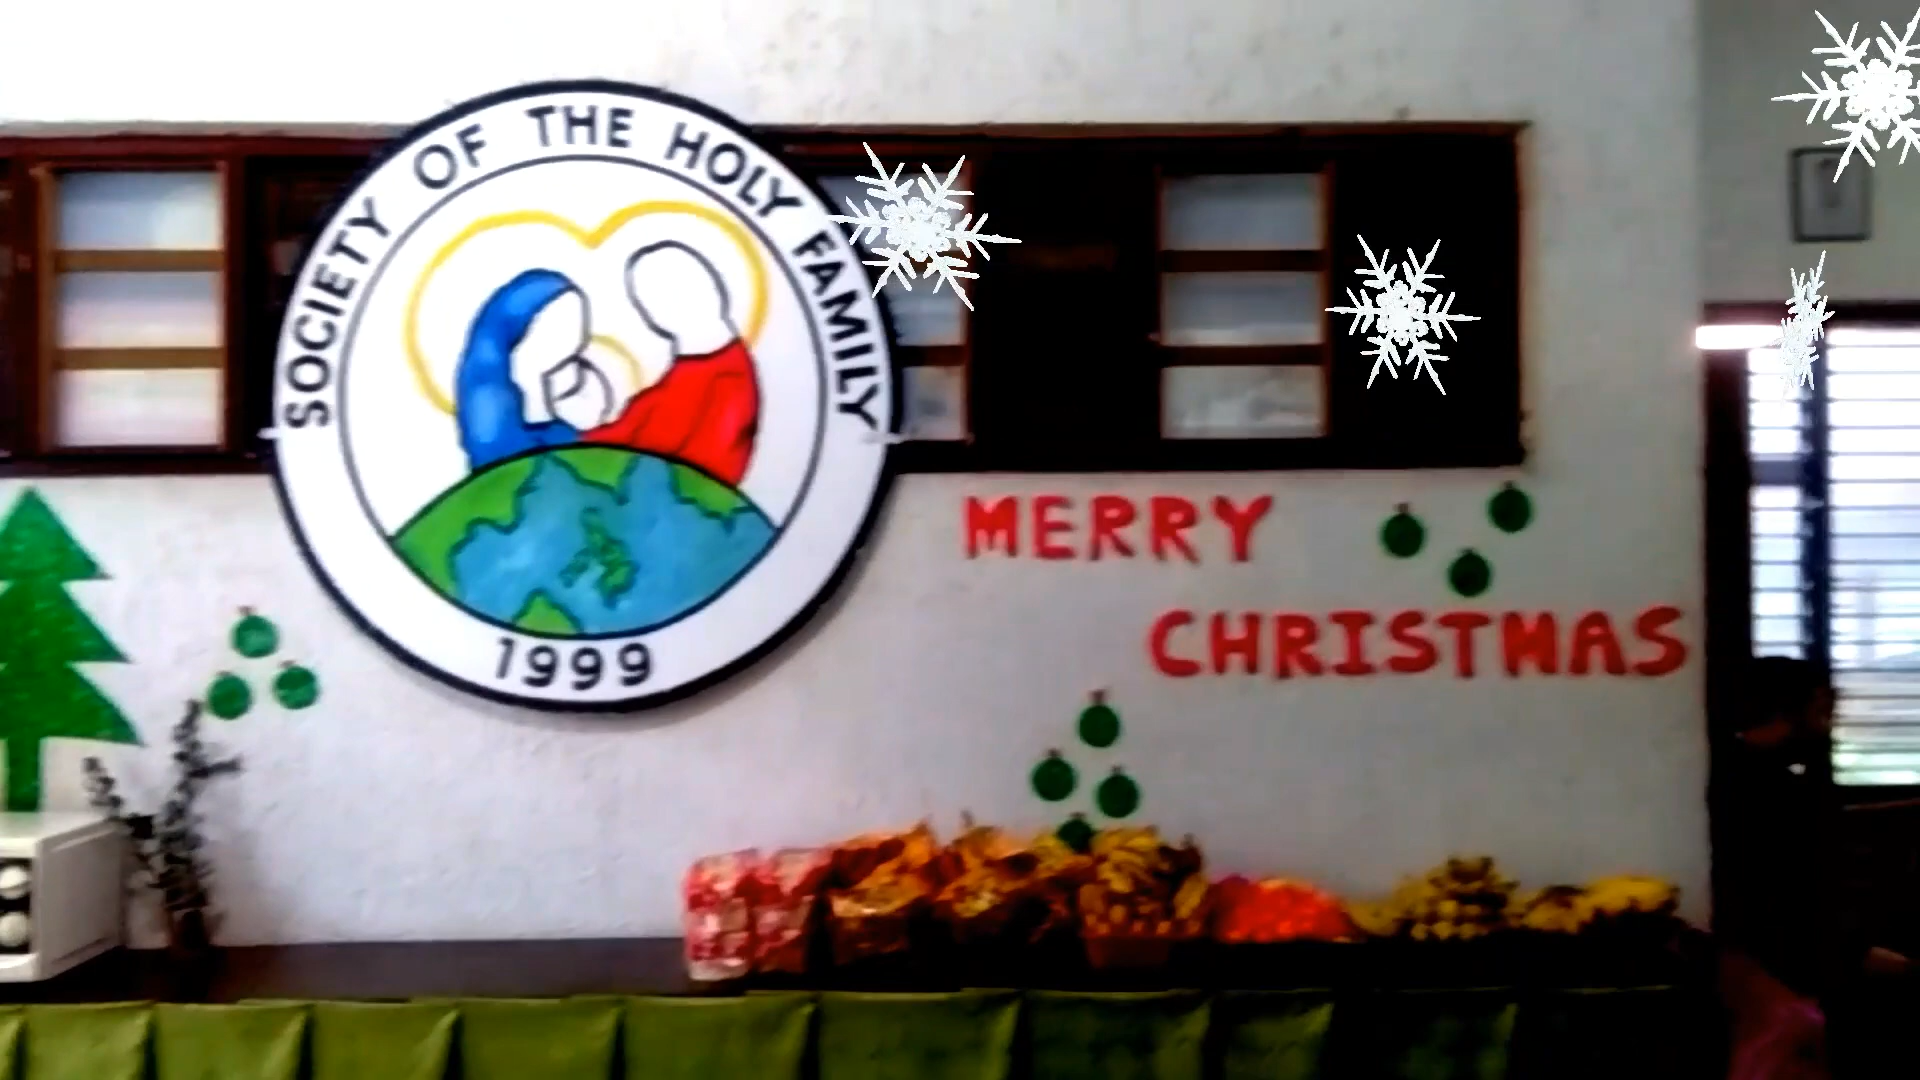 SOCIETY OF THE HOLY FAMILY
1999
MERRY
CHRISTMAS